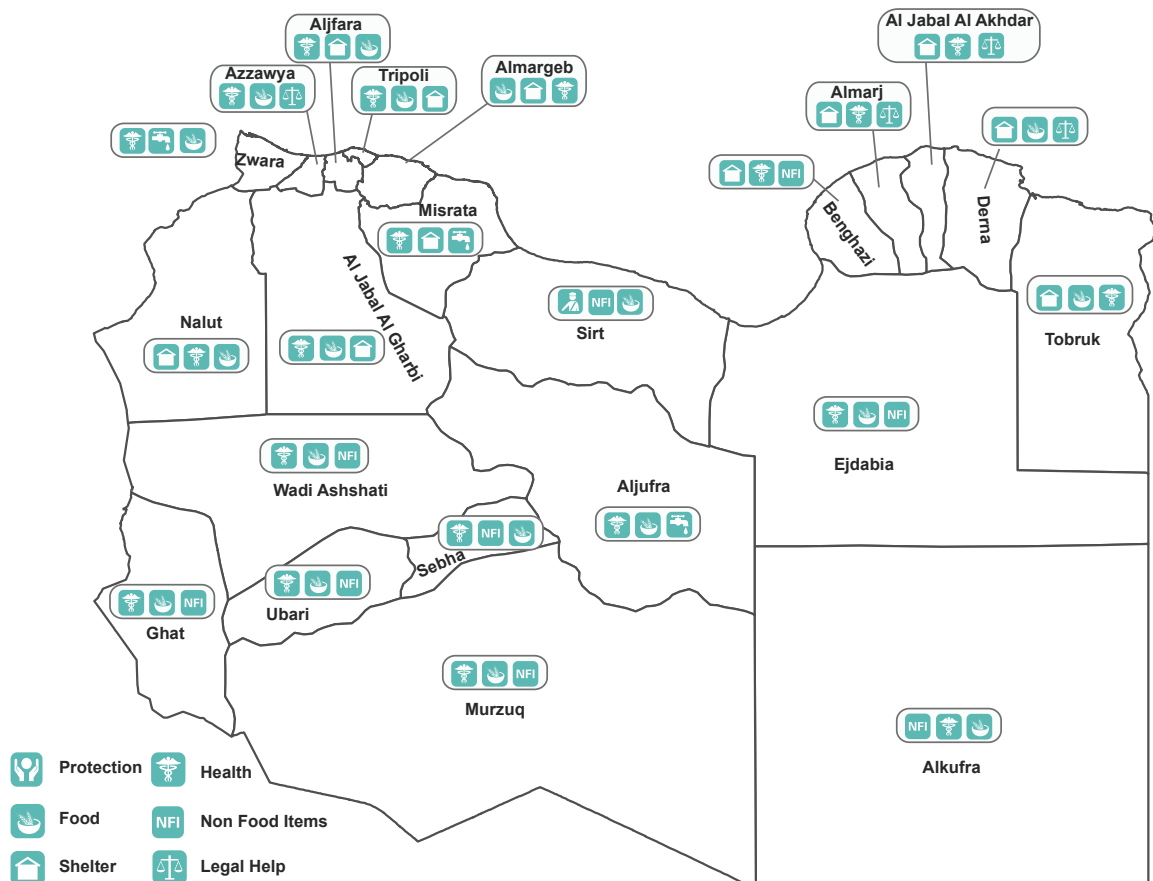 Aljfara
Al Jabal Al Akhdar
Azzawya
Tripoli
Almargeb
Almarj
Zwara
NFI
Misrata
Benghazi
Derna
Al Jabal Al Gharbi
NFI
Sirt
Nalut
Tobruk
NFI
Ejdabia
NFI
Wadi Ashshati
Aljufra
NFI
Sebha
NFI
Ubari
NFI
Ghat
NFI
Murzuq
NFI
Alkufra
Protection
Health
Food
NFI
Non Food Items
Shelter
Legal Help